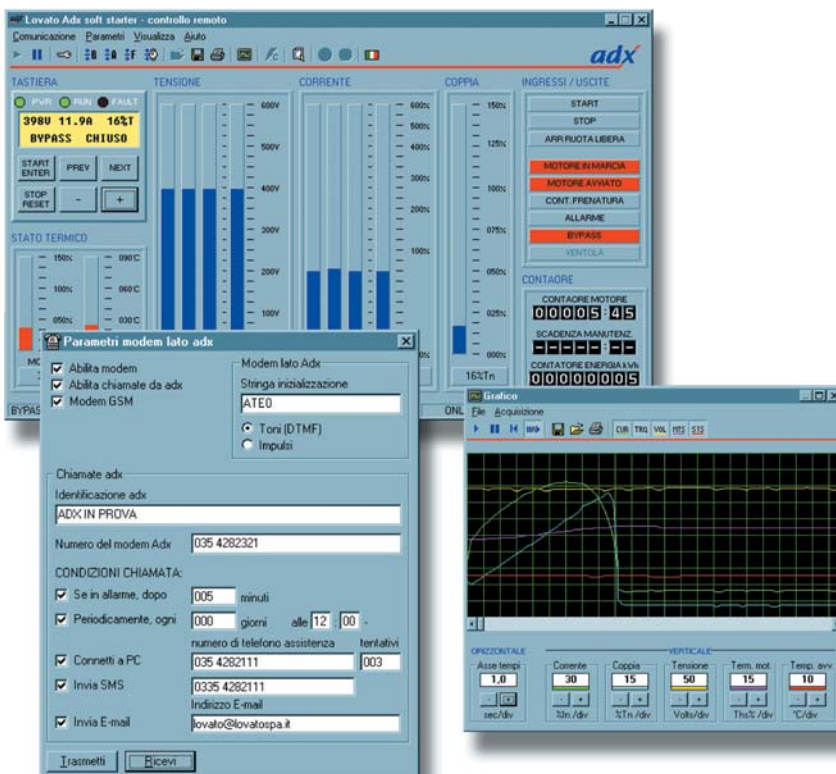 Lovato Adx soft starter - controllo remoto
Comunicazione Parametri Visualizza Aiuto
adx
TASTIERA
PWR RUN FAULT
398V 11.9A 16%T
BYPASS CHIUSO
START ENTER PREV NEXT
STOP RESET - +
STATO TERMICO
150% 090°C
100% 060°C
050% 030°C
TENSIONE
600V
500V
400V
300V
200V
100V
CORRENTE
600%
500%
400%
300%
200%
100%
COPPIA
150%
125%
100%
075%
050%
025%
000%
16%Tn
INGRESSI / USCITE
START
STOP
ARR RUOTA LIBERA
MOTORE IN MARCIA
MOTORE AVVIATO
CONT. FRENATURA
ALLARME
BYPASS
VENTOLA
CONTAORE
CONTAORE MOTORE
00005:45
SCADENZA MANUTENZ.
-----:--
CONTATORE ENERGIA kWh
00000005
BYPAS
ONL
Parametri modem lato adx
Abilita modem
Abilita chiamate da adx
Modem GSM
Modem lato Adx
Stringa inizializzazione
ATE0
Toni (DTMF)
Impulsi
Chiamate adx
Identificazione adx
ADX IN PROVA
Numero del modem Adx 035 4282321
CONDIZIONI CHIAMATA:
Se in allarme, dopo 005 minuti
Periodicamente, ogni 000 giorni alle 12 : 00 -
numero di telefono assistenza tentativi
Connetti a PC 035 4282111 003
Invia SMS 0335 4282111
Indirizzo E-mail
Invia E-mail lovato@lovatospa.it
Trasmetti Ricevi
Grafico
File Acquisizione
CUR TRQ VOL MTS STS
ORIZZONTALE VERTICALE
Asse tempi Corrente Coppia Tensione Term. mot. Temp. avv.
1,0 30 15 50 15 10
- + - + - + - + - + - +
sec/div %In /div %Tn /div Volts/div Ths% /div °C/div